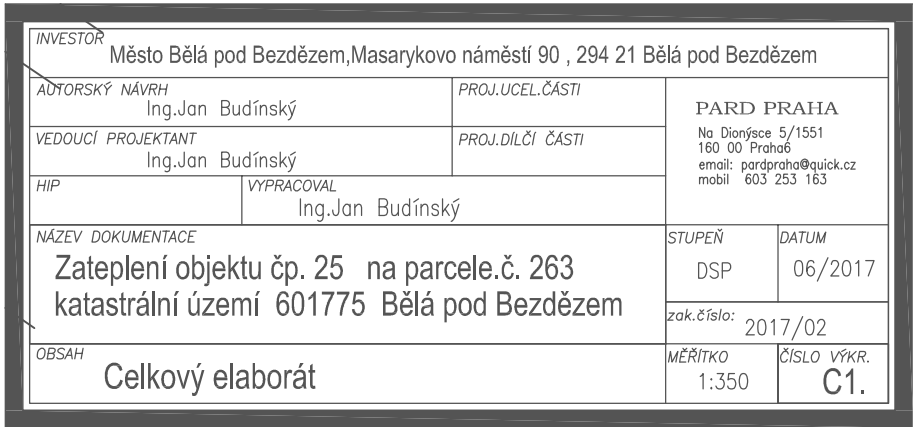 INVESTOR
Město Bělá pod Bezdězem,Masarykovo náměstí 90 , 294 21 Bělá pod Bezdězem
AUTORSKÝ NÁVRH
Ing.Jan Budínský
PROJ.UCEL.ČÁSTI
VEDOUCÍ PROJEKTANT
Ing.Jan Budínský
PROJ.DÍLČÍ ČÁSTI
PARD PRAHA
Na Dionýsce 5/1551
160 00 Praha6
email: pardpraha@quick.cz
mobil 603 253 163
HIP
VYPRACOVAL
Ing.Jan Budínský
NÁZEV DOKUMENTACE
Zateplení objektu čp. 25 na parcele.č. 263
katastrální území 601775 Bělá pod Bezdězem
STUPEŇ
DSP
DATUM
06/2017
zak.číslo: 2017/02
OBSAH
Celkový elaborát
MĚŘÍTKO
1:350
ČÍSLO VÝKR.
C1.